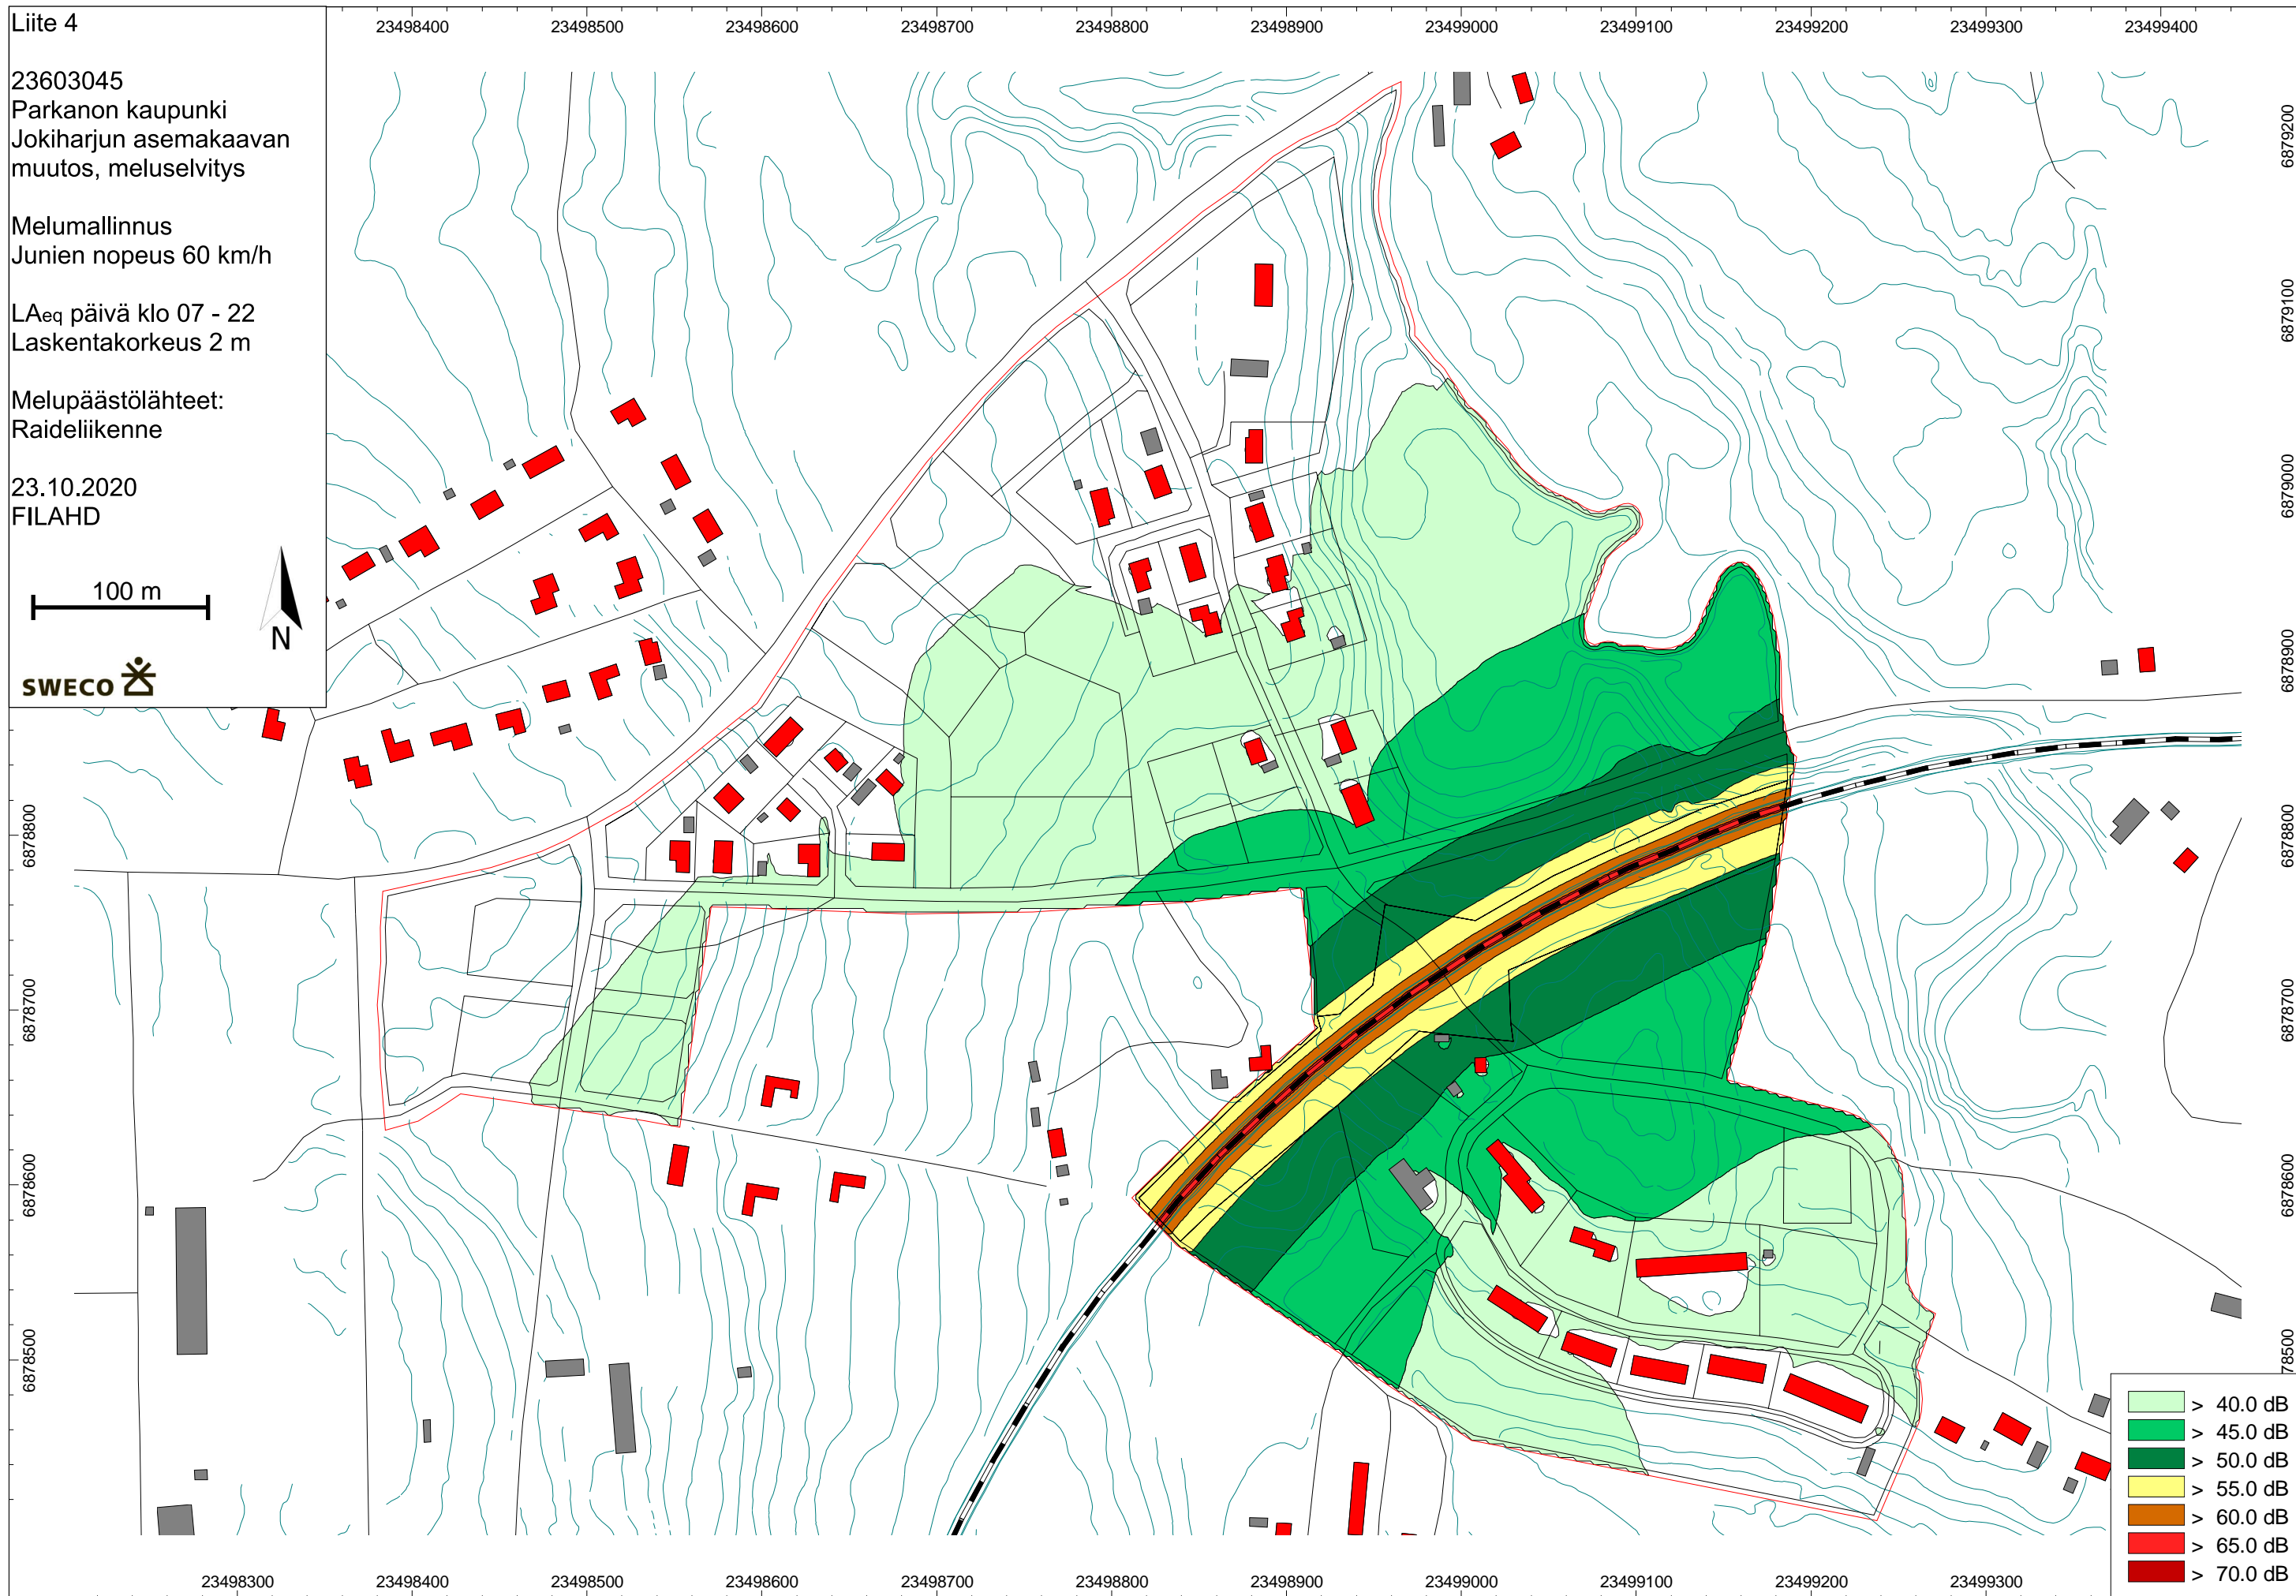 Liite 4
23603045
Parkanon kaupunki
Jokiharjun asemakaavan
muutos, meluselvitys
Melumallinnus
Junien nopeus 60 km/h
LAeq päivä klo 07 - 22
Laskentakorkeus 2 m
Melupäästölähteet:
Raideliikenne
23.10.2020
FILAHD
100 m
N
SWECO
23498400 23498500 23498600 23498700 23498800 23498900 23499000 23499100 23499200 23499300 23499400
6879200
6879100
6879000
6878900
6878800
6878700
6878600
78500
6878800
6878700
6878600
6878500
23498300 23498400 23498500 23498600 23498700 23498800 23498900 23499000 23499100 23499200 23499300
> 40.0 dB
> 45.0 dB
> 50.0 dB
> 55.0 dB
> 60.0 dB
> 65.0 dB
> 70.0 dB